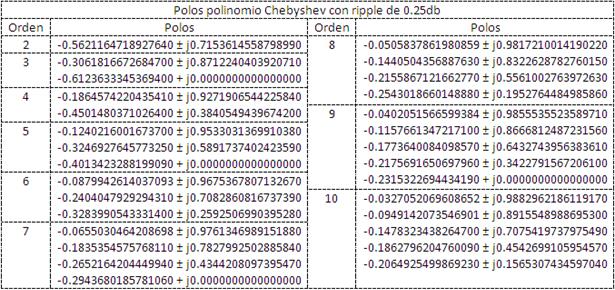 Polos polinomio Chebyshev con ripple de 0.25db
Orden Polos Orden Polos
2 -0.5621164718927640 ± j0.7153614558798990
3 -0.3061816672684700 ± j0.8712240403920710
-0.6123633345369400 + j0.0000000000000000
4 -0.1864574220435410 ± j0.9271906544225840
-0.4501480371026400 ± j0.3840549439674200
5 -0.1240216001673700 ± j0.9533031369910380
-0.3246927645773250 ± j0.5891737402423590
-0.4013423288199090 + j0.0000000000000000
6 -0.0879942614037093 ± j0.9675367807132670
-0.2404047929294310 ± j0.7082860816737390
-0.3283990543331400 ± j0.2592506990395280
7 -0.0655030464208698 ± j0.9761346989151880
-0.1835354575768110 ± j0.7827992502885840
-0.2652164204449940 ± j0.4344208097395470
-0.2943680185781060 + j0.0000000000000000
8 -0.0505837861980859 ± j0.9817210014190220
-0.1440504356887630 ± j0.8322628782760150
-0.2155867121662770 ± j0.5561002763972630
-0.2543018660148880 ± j0.1952764484985860
9 -0.0402051566599384 ± j0.9855535523589710
-0.1157661347217100 ± j0.8666812487231560
-0.1773640084098570 ± j0.6432743956383610
-0.2175691650697960 ± j0.3422791567206100
-0.2315322694434190 + j0.0000000000000000
10 -0.0327052069608652 ± j0.9882962186119170
-0.0949142073546901 ± j0.8915548988695300
-0.1478323438264700 ± j0.7075419737975490
-0.1862796204760090 ± j0.4542699105954570
-0.2064925499869230 ± j0.1565307434597040